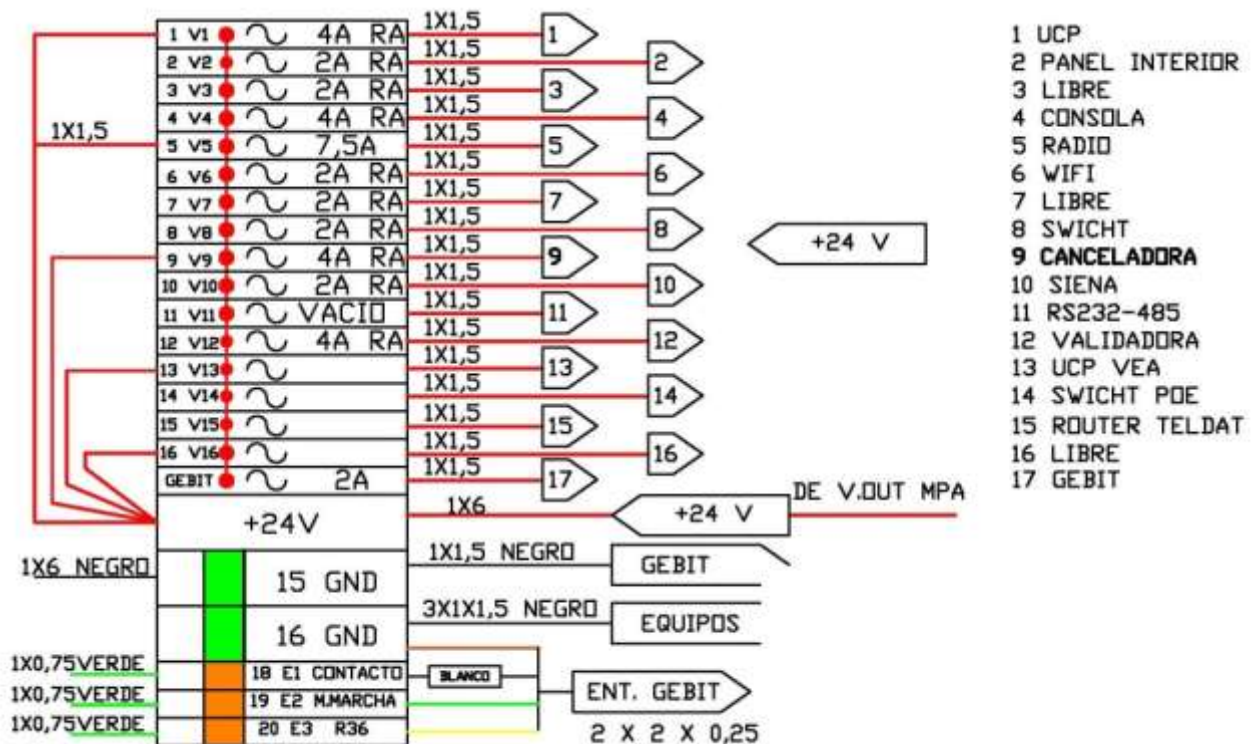 1 V1 4A RA 1X1,5 1
2 V2 2A RA 1X1,5 2
3 V3 2A RA 1X1,5 3
4 V4 4A RA 1X1,5 4
1X1,5
5 V5 7,5A 1X1,5 5
6 V6 2A RA 1X1,5 6
7 V7 2A RA 1X1,5 7
8 V8 2A RA 1X1,5 8
9 V9 4A RA 1X1,5 9
10 V10 2A RA 1X1,5 10
11 V11 VACIO 1X1,5 11
12 V12 4A RA 1X1,5 12
13 V13 1X1,5 13
14 V14 1X1,5 14
15 V15 1X1,5 15
16 V16 1X1,5 16
GEBIT 2A 1X1,5 17
+24 V
+24V 1X6 +24 V DE V.OUT MPA
1X6 NEGRO 15 GND 1X1,5 NEGRO GEBIT
16 GND 3X1X1,5 NEGRO EQUIPOS
1X0,75VERDE 18 E1 CONTACTO BLANCO
1X0,75VERDE 19 E2 M.MARCHA ENT. GEBIT
1X0,75VERDE 20 E3 R36 2 X 2 X 0,25
1 UCP
2 PANEL INTERIOR
3 LIBRE
4 CONSOLA
5 RADIO
6 WIFI
7 LIBRE
8 SWICHT
9 CANCELADORA
10 SIENA
11 RS232-485
12 VALIDADORA
13 UCP VEA
14 SWICHT POE
15 ROUTER TELDAT
16 LIBRE
17 GEBIT